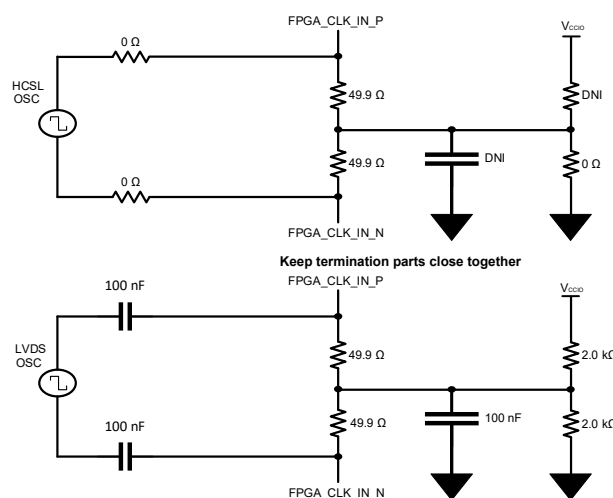 FPGA_CLK_IN_P
V_CCIO
0 Ω
HCSL
OSC
49.9 Ω
DNI
49.9 Ω
DNI
0 Ω
0 Ω
FPGA_CLK_IN_N
Keep termination parts close together
FPGA_CLK_IN_P
V_CCIO
100 nF
LVDS
OSC
49.9 Ω
2.0 kΩ
49.9 Ω
100 nF
2.0 kΩ
100 nF
FPGA_CLK_IN_N